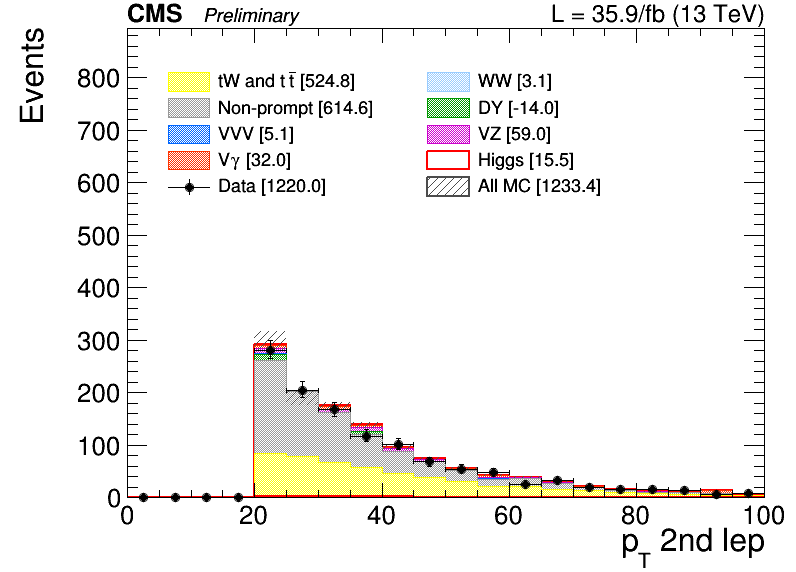 CMS Preliminary L = 35.9/fb (13 TeV)
Events
800
700
600
500
400
300
200
100
0
tW and tt̅ [524.8]
Non-prompt [614.6]
VVV [5.1]
Vγ [32.0]
Data [1220.0]
WW [3.1]
DY [-14.0]
VZ [59.0]
Higgs [15.5]
All MC [1233.4]
0 20 40 60 80 100
pT 2nd lep